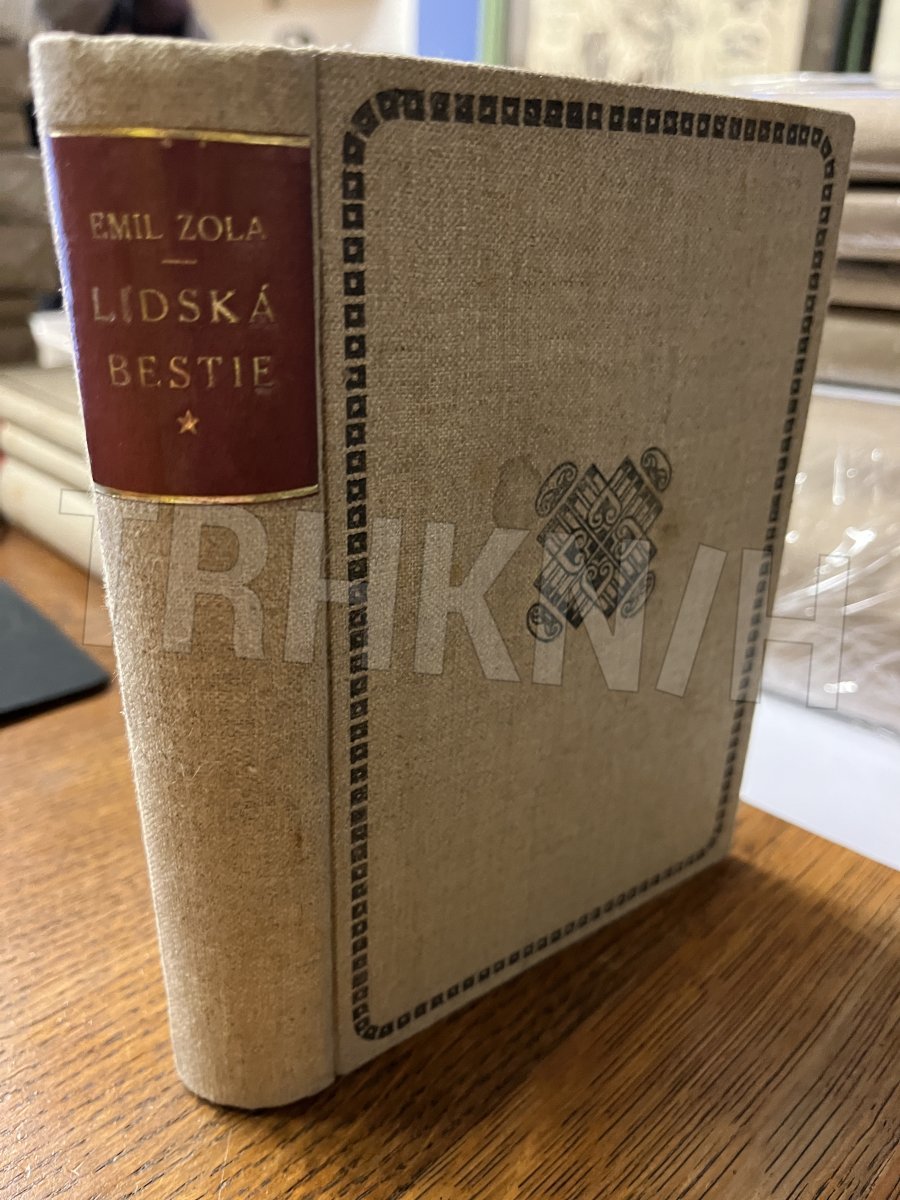 EMIL ZOLA
LIDSKÁ
BESTIE
TRHKNIH